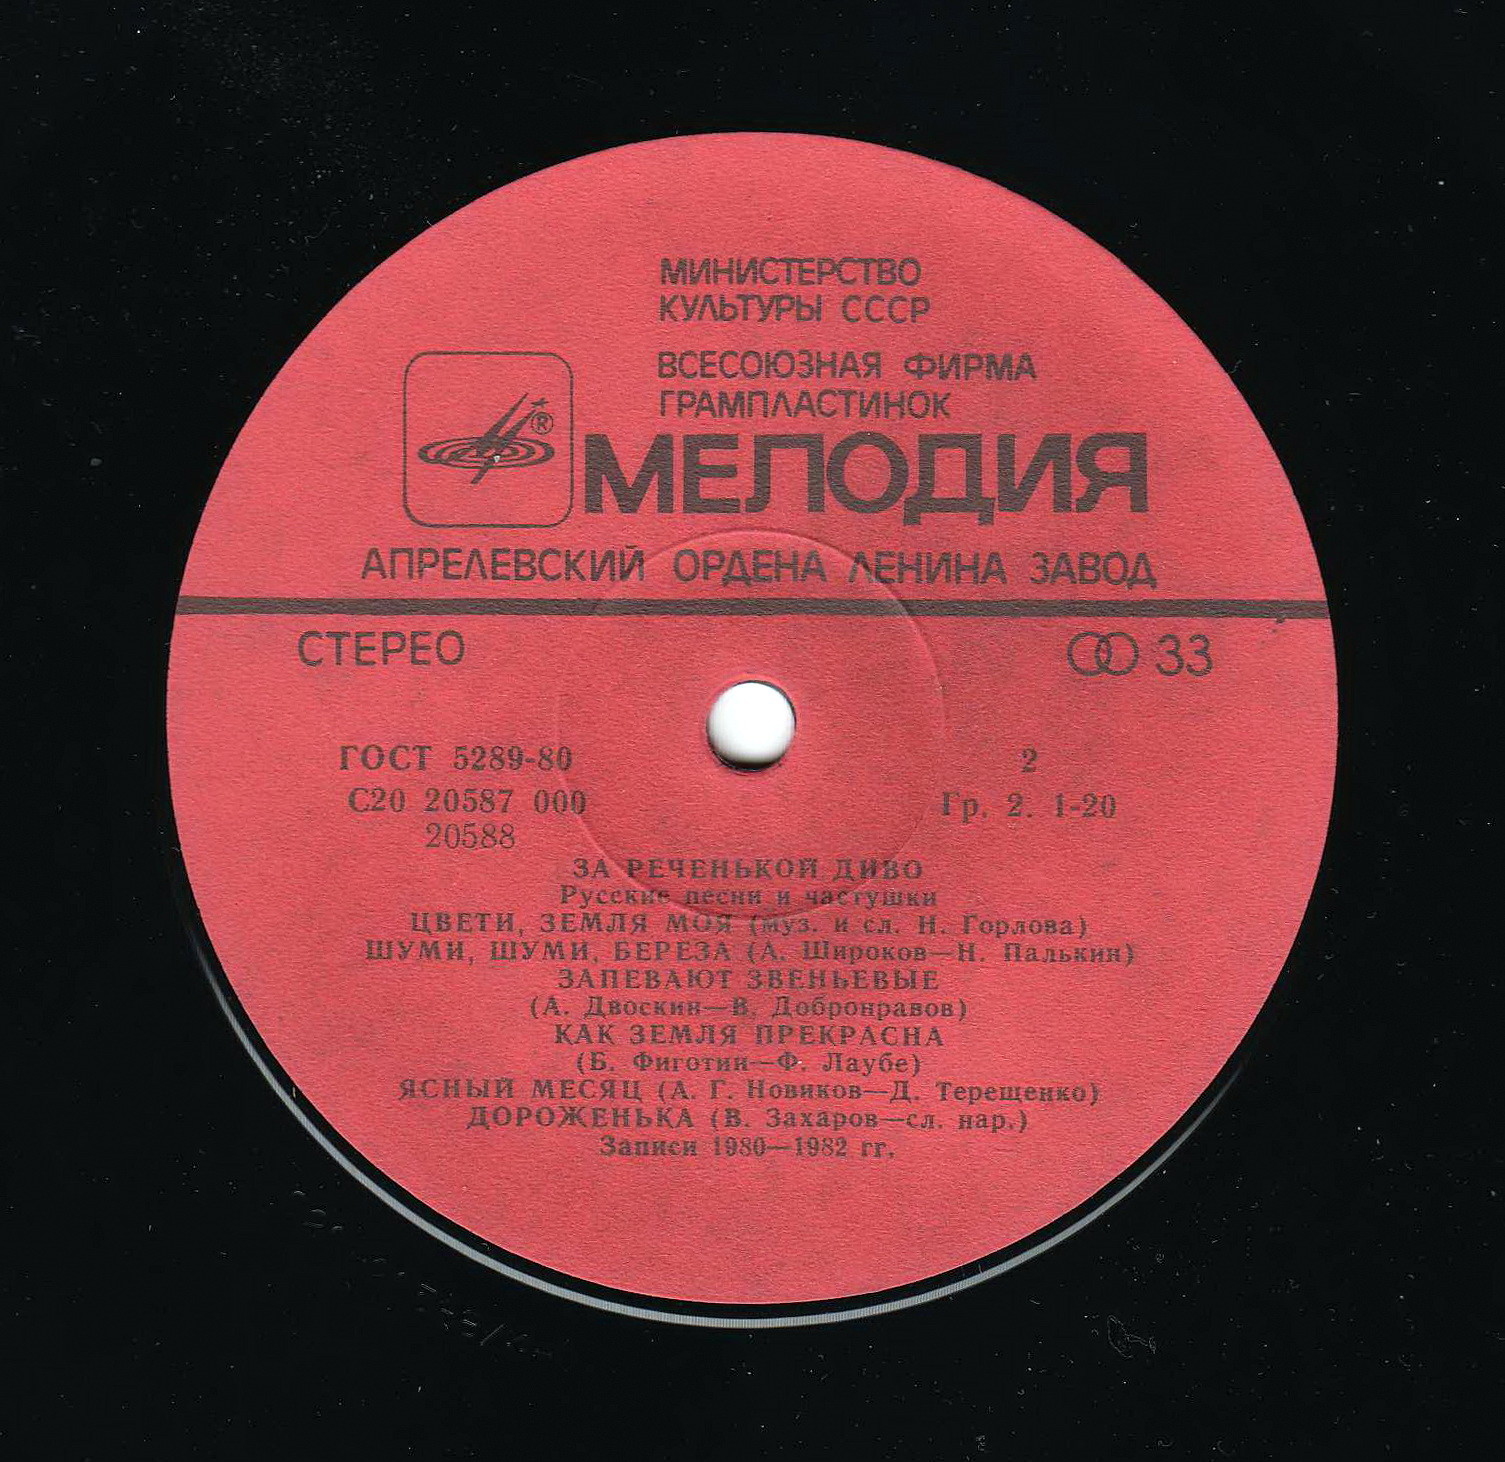 МИНИСТЕРСТВО
КУЛЬТУРЫ СССР
ВСЕСОЮЗНАЯ ФИРМА
ГРАМПЛАСТИНОК
®
МЕЛОДИЯ
АПРЕЛЕВСКИЙ ОРДЕНА ЛЕНИНА ЗАВОД
СТЕРЕО 33
ГОСТ 5289-80 2
С20 20587 000 Гр. 2. 1-20
20588
ЗА РЕЧЕНЬКОЙ ДИВО
Русские песни и частушки
ЦВЕТИ, ЗЕМЛЯ МОЯ (муз. и сл. Н. Горлова)
ШУМИ, ШУМИ, БЕРЕЗА (А. Широков—Н. Палькин)
ЗАПЕВАЮТ ЗВЕНЬЕВЫЕ
(А. Двоскин—В. Добронравов)
КАК ЗЕМЛЯ ПРЕКРАСНА
(Б. Фиготин—Ф. Лаубе)
ЯСНЫЙ МЕСЯЦ (А. Г. Новиков—Д. Терещенко)
ДОРОЖЕНЬКА (В. Захаров—сл. нар.)
Записи 1980—1982 гг.